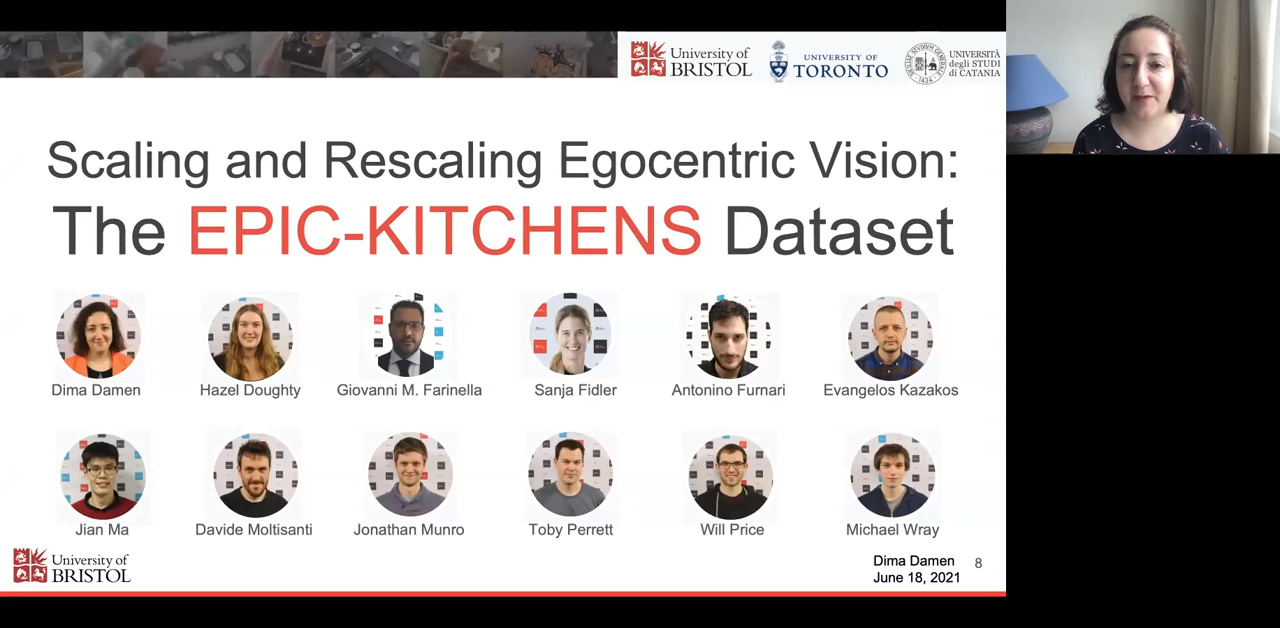 University of
BRISTOL
UNIVERSITY OF
TORONTO
UNIVERSITÀ
degli STUDI
di CATANIA
1434
Scaling and Rescaling Egocentric Vision:
The EPIC-KITCHENS Dataset
Dima Damen
Hazel Doughty
Giovanni M. Farinella
Sanja Fidler
Antonino Furnari
Evangelos Kazakos
Jian Ma
Davide Moltisanti
Jonathan Munro
Toby Perrett
Will Price
Michael Wray
University of
BRISTOL
Dima Damen
June 18, 2021
8